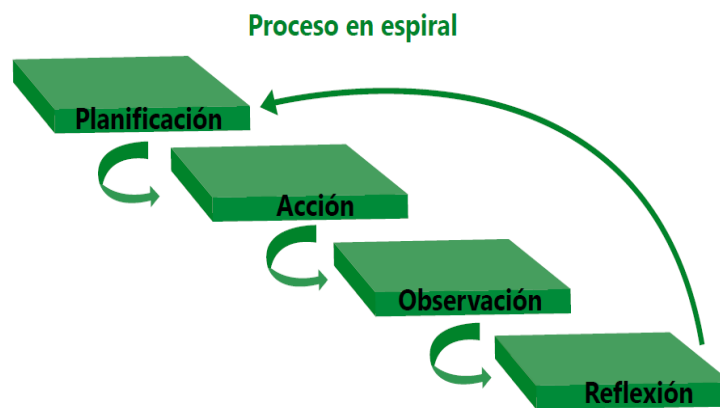 Proceso en espiral
Planificación
Acción
Observación
Reflexión